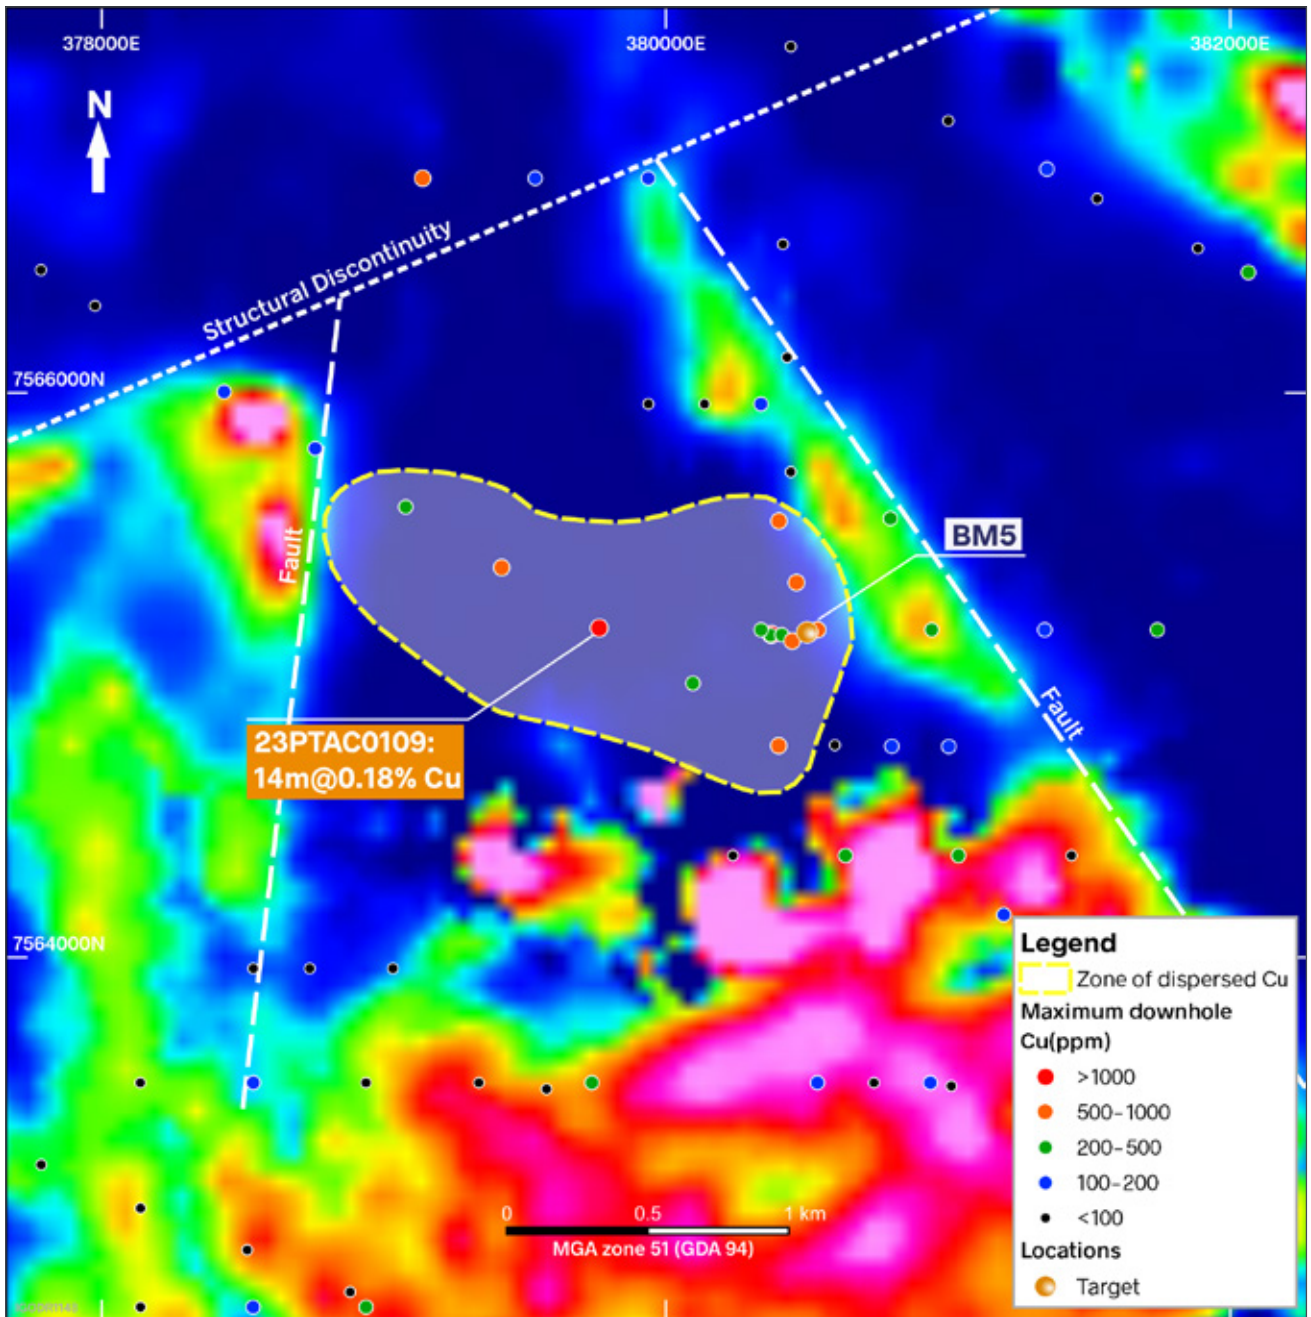 378000E
380000E
382000E
N
Structural Discontinuity
7566000N
Fault
BM5
Fault
23PTAC0109:
14m@0.18% Cu
7564000N
Legend
Zone of dispersed Cu
Maximum downhole
Cu(ppm)
>1000
500-1000
200-500
100-200
<100
Locations
Target
0 0.5 1 km
MGA zone 51 (GDA 94)